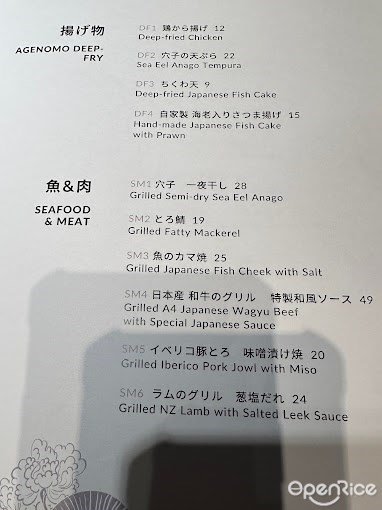 揚げ物
AGENOMO DEEP-
FRY
DF1 鶏から揚げ 12
Deep-fried Chicken
DF2 穴子の天ぷら 22
Sea Eel Anago Tempura
DF3 ちくわ天 9
Deep-fried Japanese Fish Cake
DF4 自家製 海老入りさつま揚げ 15
Hand-made Japanese Fish Cake
with Prawn
魚&肉
SEAFOOD
& MEAT
SM1 穴子 一夜干し 28
Grilled Semi-dry Sea Eel Anago
SM2 とろ鯖 19
Grilled Fatty Mackerel
SM3 魚のカマ焼 25
Grilled Japanese Fish Cheek with Salt
SM4 日本産 和牛のグリル 特製和風ソース 49
Grilled A4 Japanese Wagyu Beef
with Special Japanese Sauce
SM5 イベリコ豚とろ 味噌漬け焼 20
Grilled Iberico Pork Jowl with Miso
SM6 ラムのグリル 葱塩だれ 24
Grilled NZ Lamb with Salted Leek Sauce
OpenRice